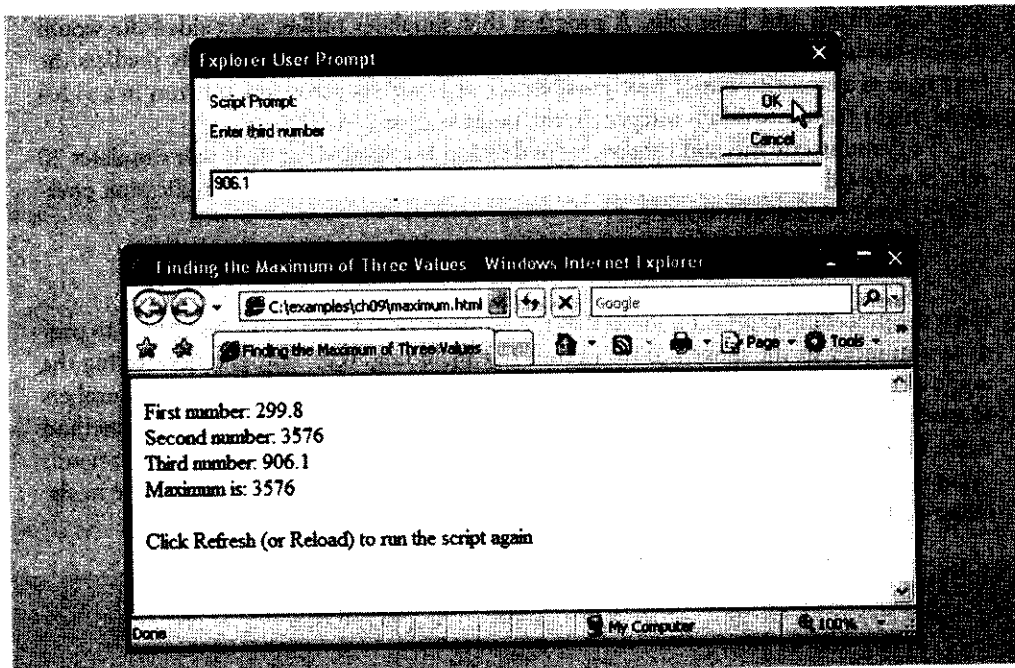 Explorer User Prompt
Script Prompt:
OK
Enter third number
Cancel
906.1
Finding the Maximum of Three Values - Windows Internet Explorer
C:\examples\ch09\maximum.html
Google
Finding the Maximum of Three Values
Page
Tools
First number: 299.8
Second number: 3576
Third number: 906.1
Maximum is: 3576
Click Refresh (or Reload) to run the script again
Done
My Computer
100%